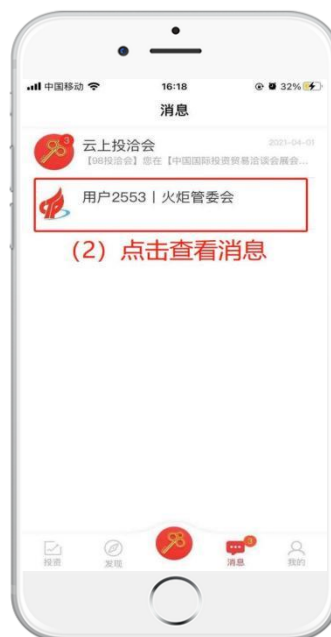 中国移动 16:18 32%
消息
云上投洽会 2021-04-01
3
【98投洽会】您在【中国国际投资贸易洽谈会展会...
用户2553丨火炬管委会
（2）点击查看消息
3
投资 发现 消息 我的